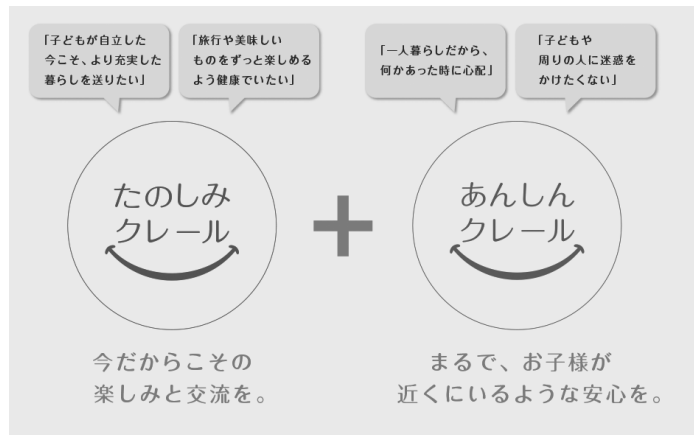 「子どもが自立した
今こそ、より充実した
暮らしを送りたい」
「旅行や美味しい
ものをずっと楽しめる
よう健康でいたい」
「一人暮らしだから、
何かあった時に心配」
「子どもや
周りの人に迷惑を
かけたくない」
たのしみ
クレール
+
あんしん
クレール
今だからこその
楽しみと交流を。
まるで、お子様が
近くにいるような安心を。